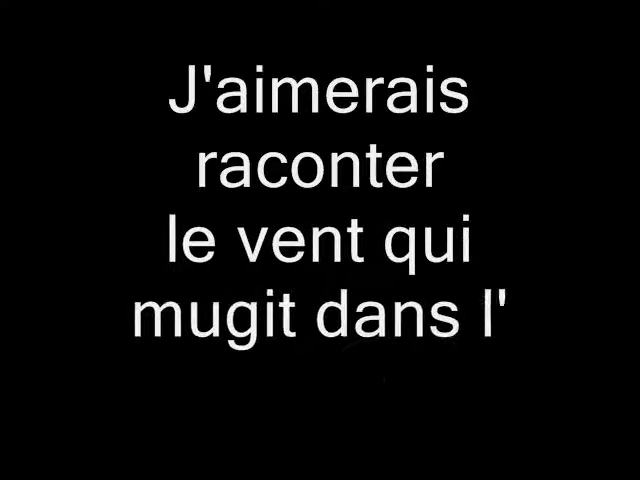 J'aimerais
raconter
le vent qui
mugit dans l'